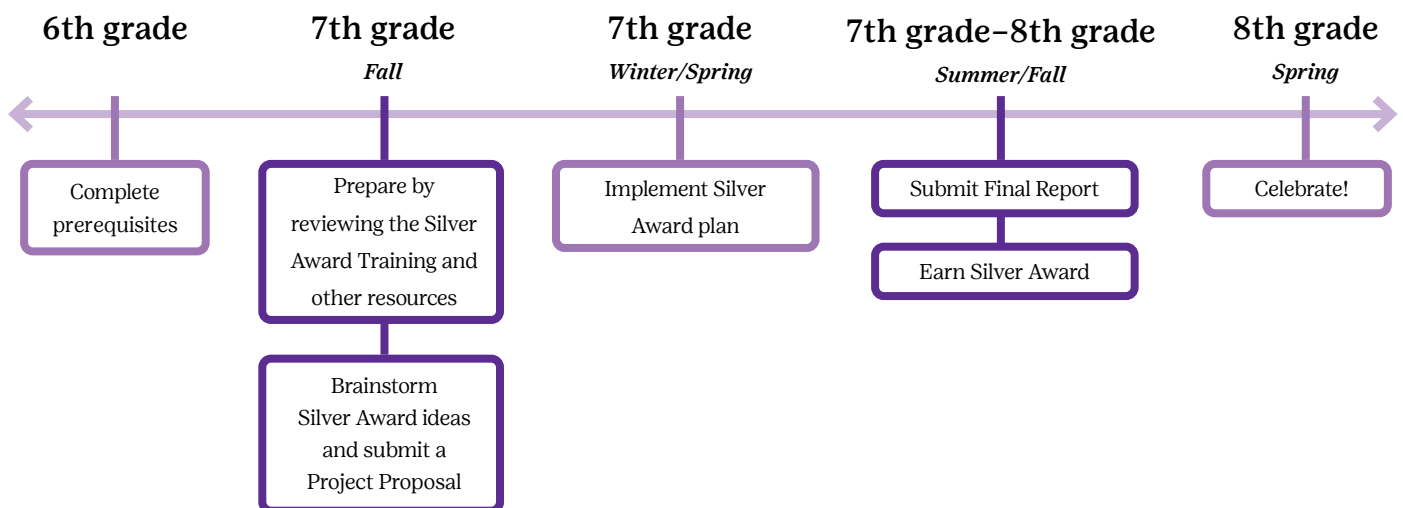 6th grade
Complete
prerequisites
7th grade
Fall
Prepare by
reviewing the Silver
Award Training and
other resources
Brainstorm
Silver Award ideas
and submit a
Project Proposal
7th grade
Winter/Spring
Implement Silver
Award plan
7th grade–8th grade
Summer/Fall
Submit Final Report
Earn Silver Award
8th grade
Spring
Celebrate!